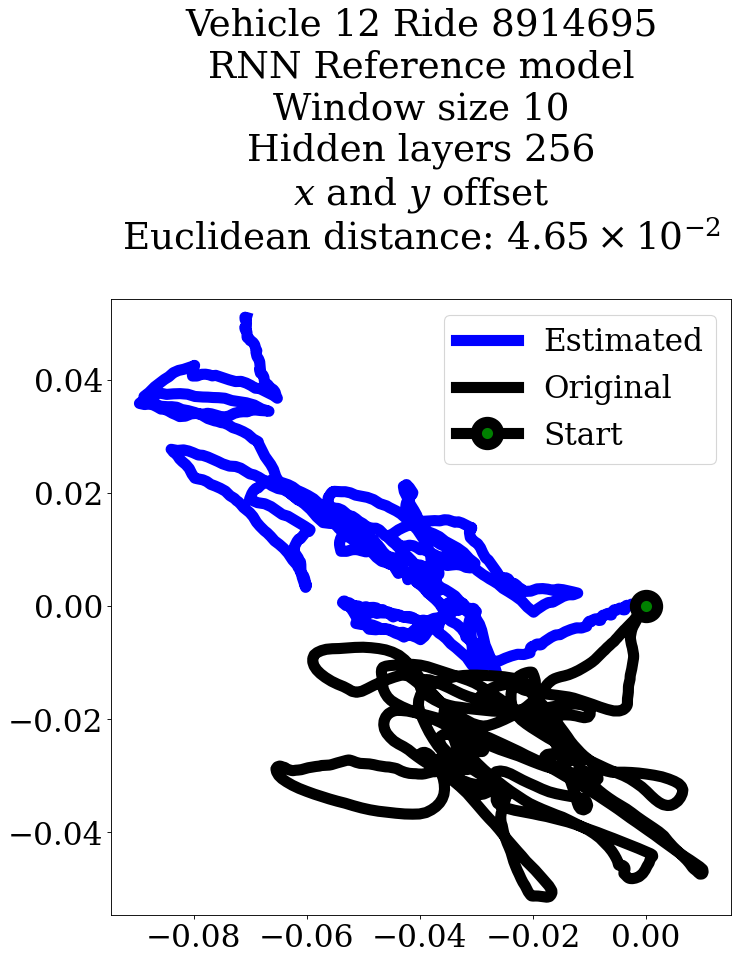 Vehicle 12 Ride 8914695
RNN Reference model
Window size 10
Hidden layers 256
x and y offset
Euclidean distance: 4.65 × 10⁻²
Estimated
Original
Start
0.04
0.02
0.00
−0.02
−0.04
−0.08 −0.06 −0.04 −0.02 0.00